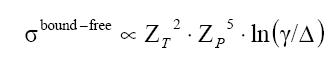 σ^bound−free ∝ Z_T^2 · Z_P^5 · ln(γ/Δ)